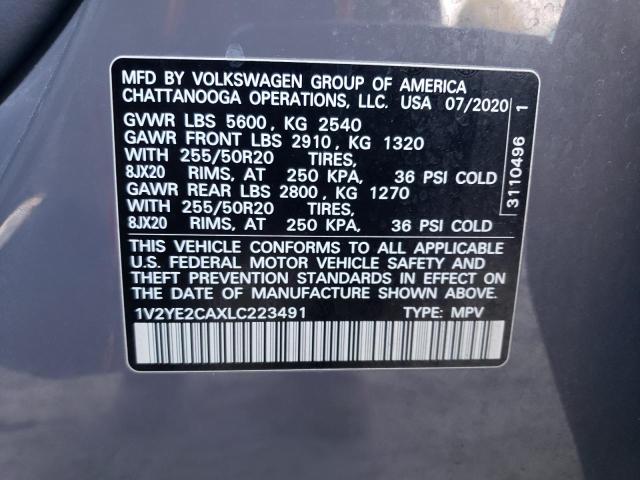 MFD BY VOLKSWAGEN GROUP OF AMERICA
CHATTANOOGA OPERATIONS, LLC. USA 07/2020
GVWR LBS 5600, KG 2540
GAWR FRONT LBS 2910, KG 1320
WITH 255/50R20 TIRES,
8JX20 RIMS, AT 250 KPA, 36 PSI COLD
GAWR REAR LBS 2800, KG 1270
WITH 255/50R20 TIRES,
8JX20 RIMS, AT 250 KPA, 36 PSI COLD
THIS VEHICLE CONFORMS TO ALL APPLICABLE
U.S. FEDERAL MOTOR VEHICLE SAFETY AND
THEFT PREVENTION STANDARDS IN EFFECT
ON THE DATE OF MANUFACTURE SHOWN ABOVE.
1V2YE2CAXLC223491 TYPE: MPV
3110496 1